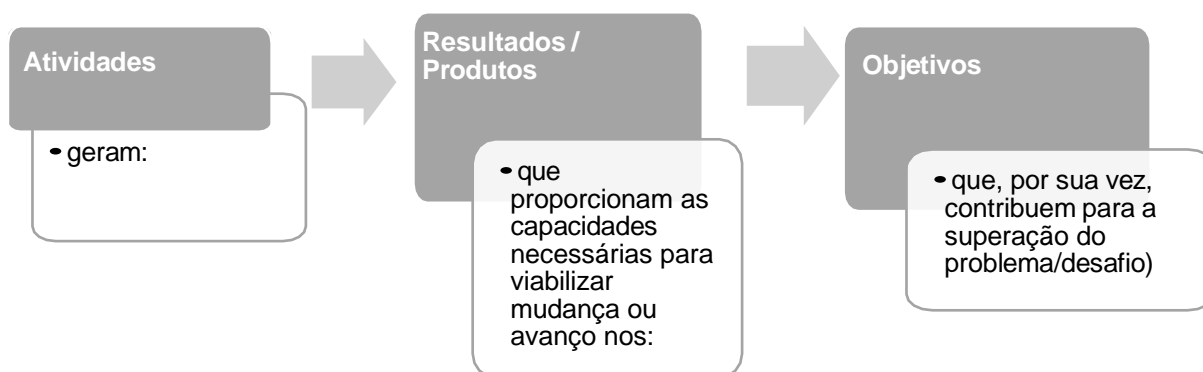 Atividades
• geram:
Resultados /
Produtos
• que
proporcionam as
capacidades
necessárias para
viabilizar
mudança ou
avanço nos:
Objetivos
• que, por sua vez,
contribuem para a
superação do
problema/desafio)